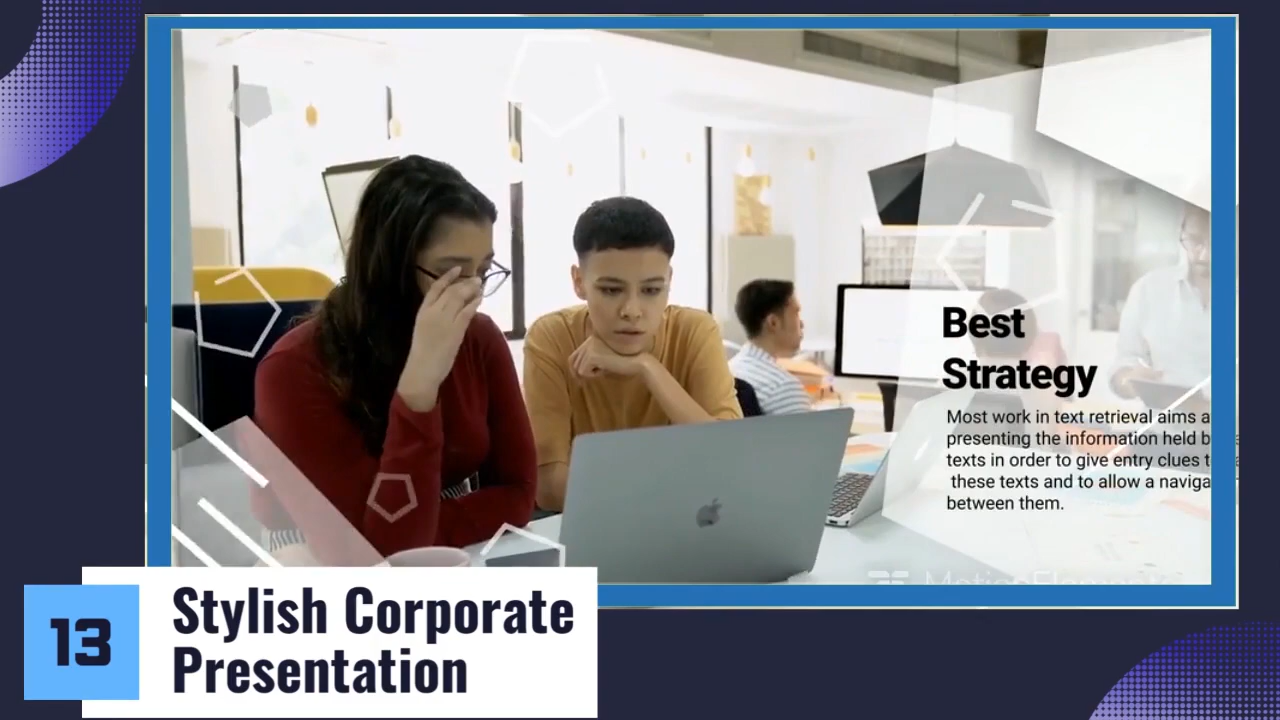 Best
Strategy
Most work in text retrieval aims a
presenting the information held b
texts in order to give entry clues t
these texts and to allow a naviga
between them.
MotionElements
13
Stylish Corporate
Presentation